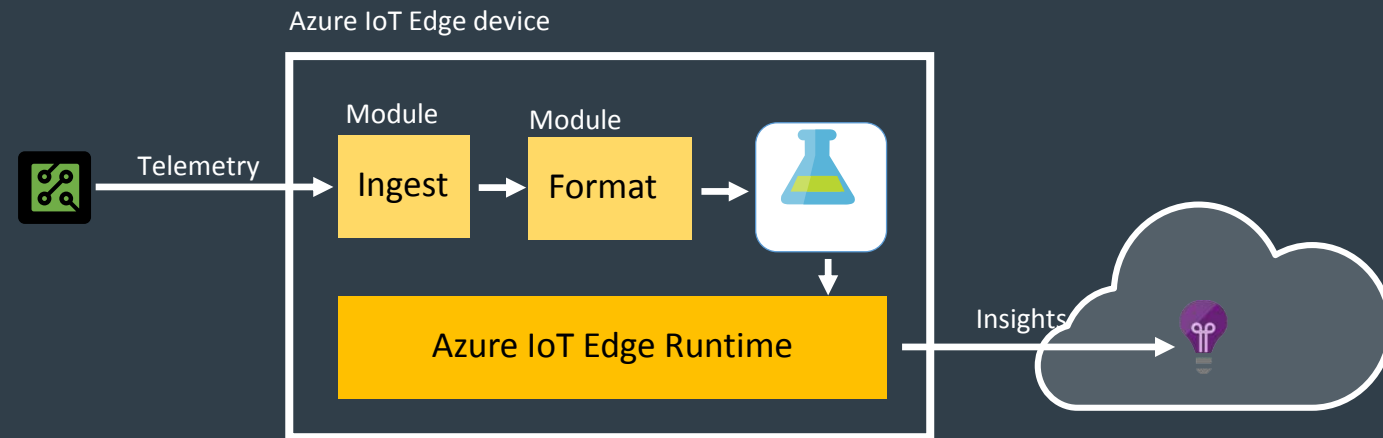 Azure IoT Edge device
Module
Module
Telemetry
Ingest
Format
Azure IoT Edge Runtime
Insights